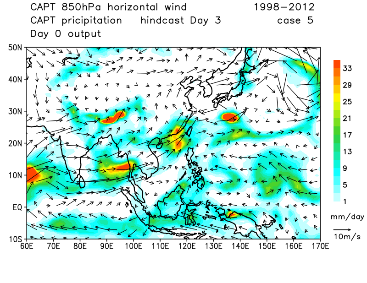 CAPT 850hPa horizontal wind 1998-2012
CAPT pricipitation hindcast Day 3 case 5
Day 0 output
50N
40N
30N
20N
10N
EQ
10S
60E 70E 80E 90E 100E 110E 120E 130E 140E 150E 160E 170E
33
29
25
21
17
13
9
5
1
mm/day
10m/s